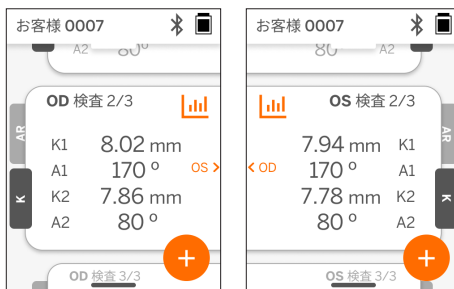 お客様 0007
A2 80º
OD 検査 2/3
AR
K
K1 8.02 mm
A1 170 º
K2 7.86 mm
A2 80 º
OS >
+
OD 検査 3/3
お客様 0007
80 A2
OS 検査 2/3
AR
K
7.94 mm K1
170 º A1
7.78 mm K2
80 º A2
< OD
+
OS 検査 3/3